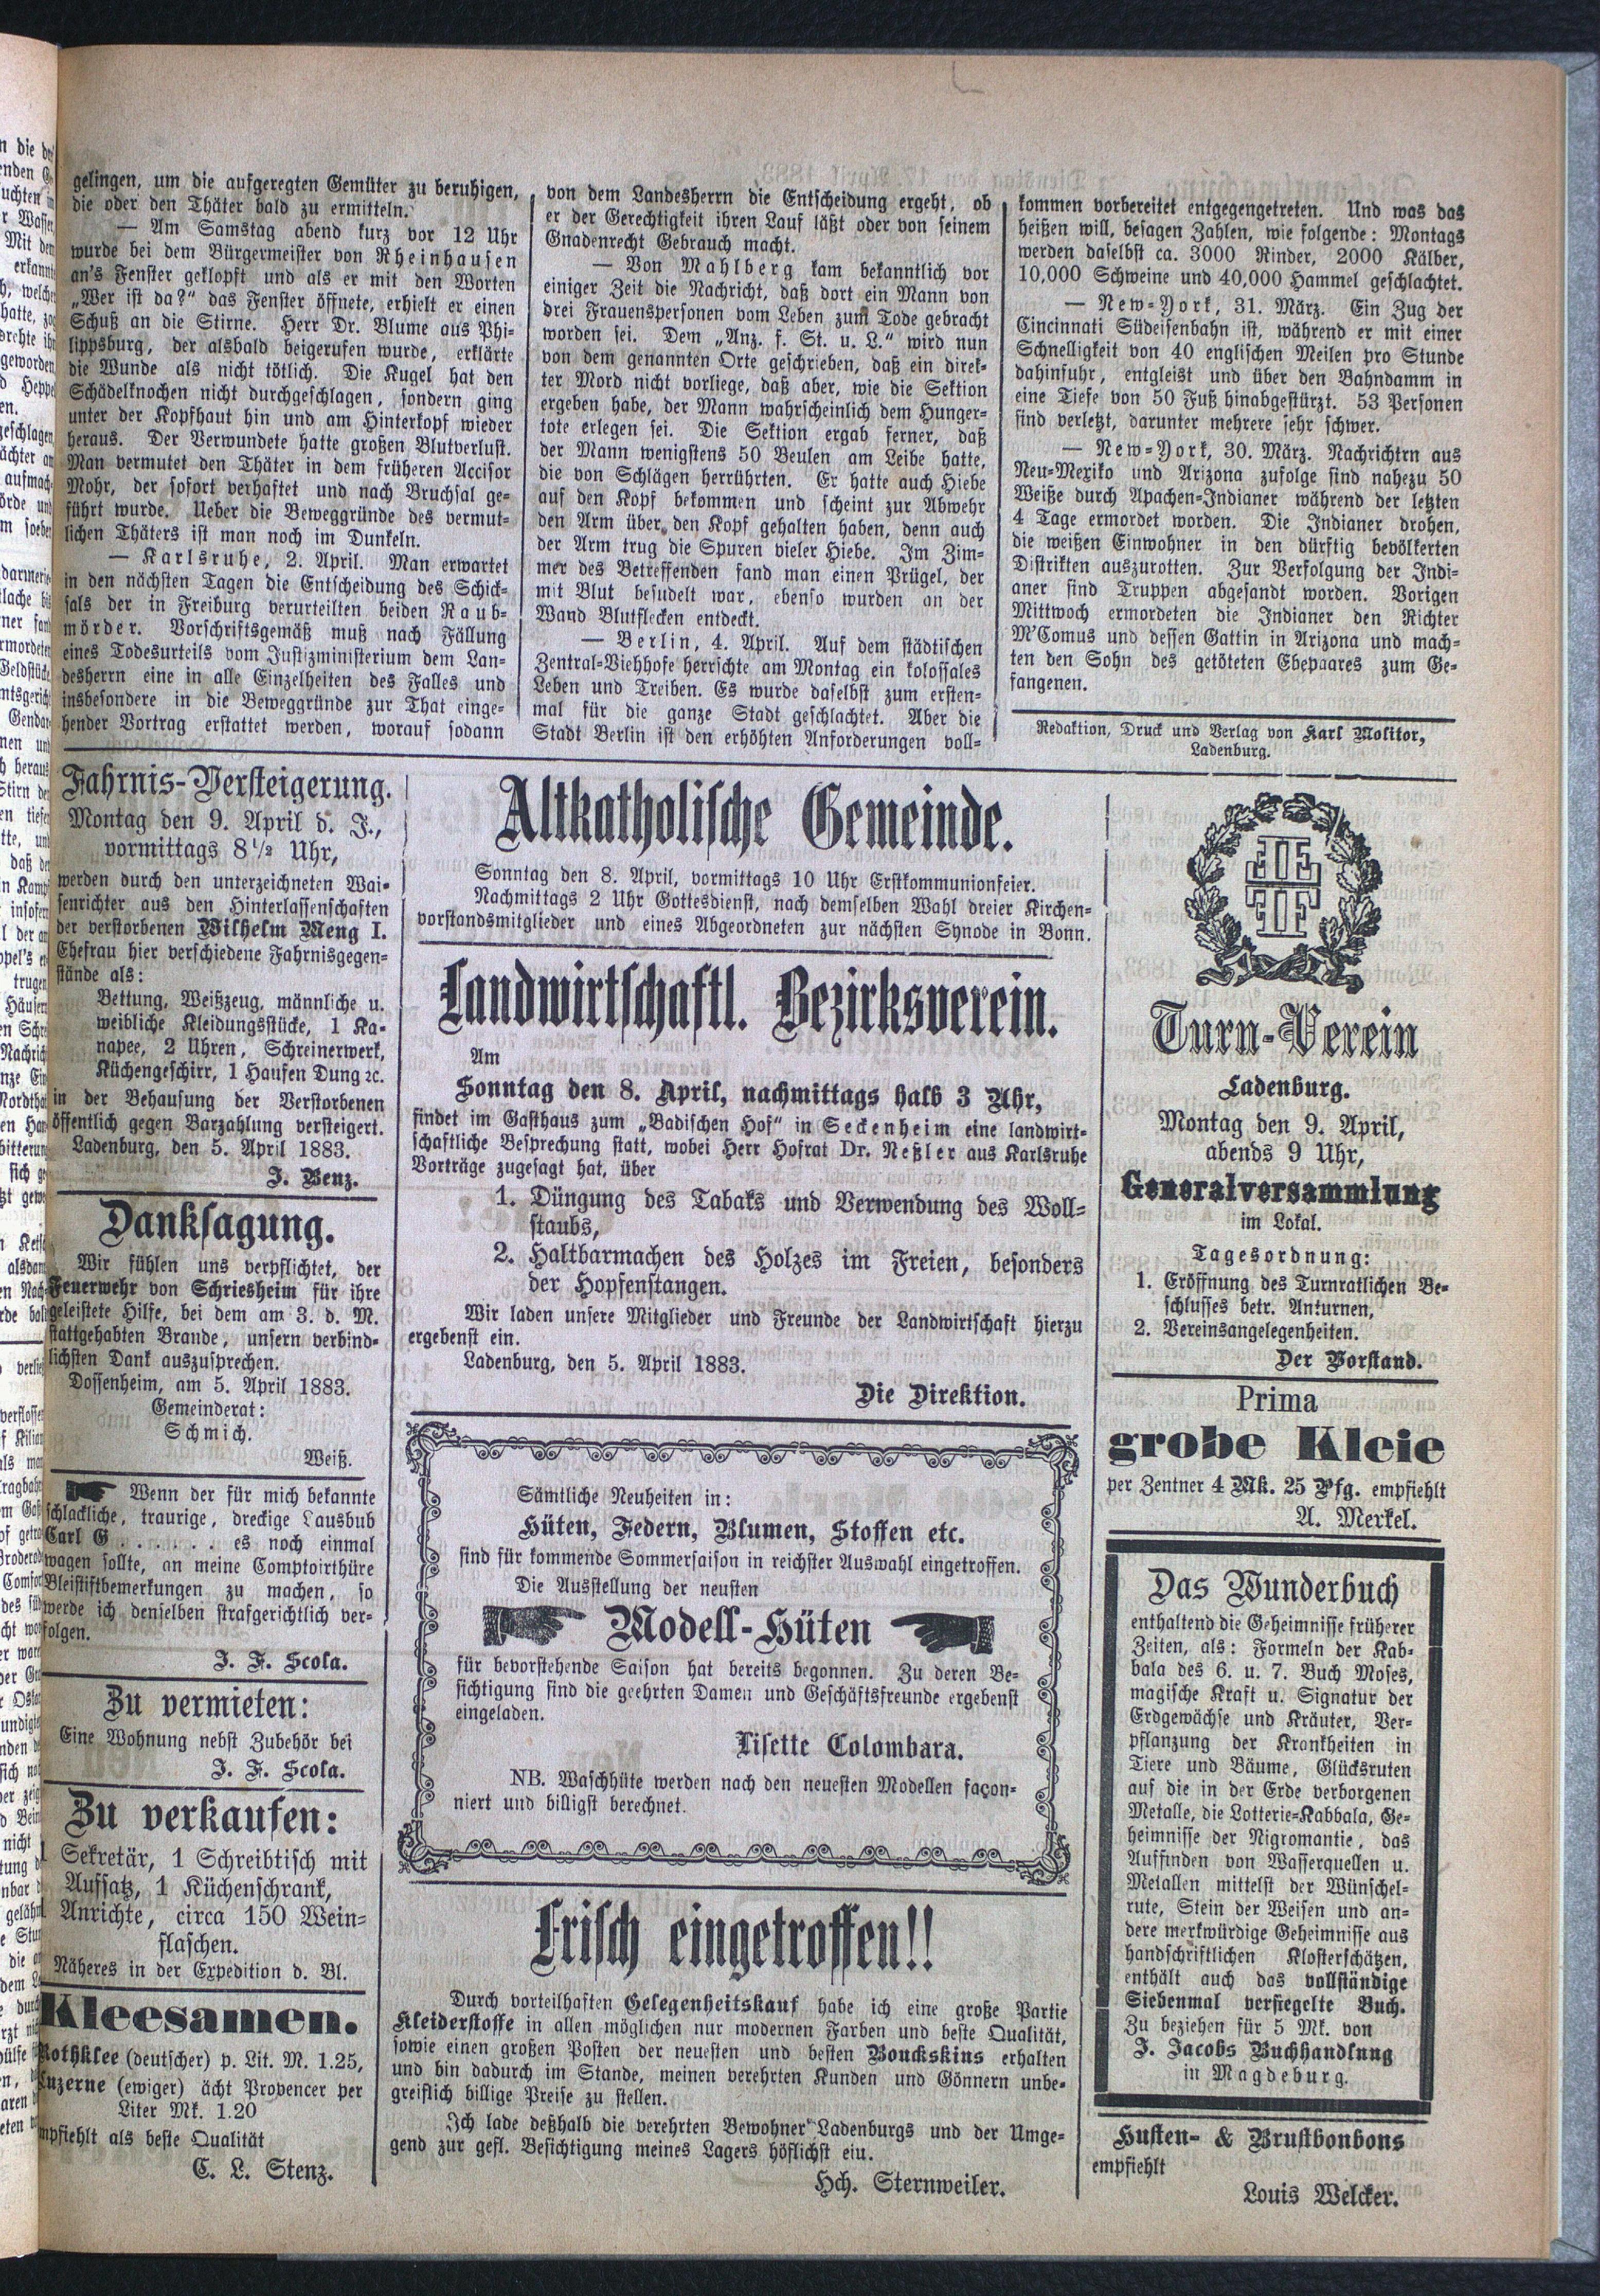 gelingen, um die aufgeregten Gemüter zu beruhigen,
die oder den Thäter bald zu ermitteln.
— Am Samstag abend kurz vor 12 Uhr
wurde bei dem Bürgermeister von Rheinhausen
an's Fenster geklopft und als er mit den Worten
„Wer ist da?“ das Fenster öffnete, erhielt er einen
Schuß an die Stirne. Herr Dr. Blume aus Phi-
lippsburg, der alsbald beigerufen wurde, erklärte
die Wunde als nicht tötlich. Die Kugel hat den
Schädelknochen nicht durchgeschlagen, sondern ging
unter der Kopfhaut hin und am Hinterkopf wieder
heraus. Der Verwundete hatte großen Blutverlust.
Man vermutet den Thäter in dem früheren Accisor
Mohr, der sofort verhaftet und nach Bruchsal ge-
führt wurde. Ueber die Beweggründe des vermut-
lichen Thäters ist man noch im Dunkeln.
— Karlsruhe, 2. April. Man erwartet
in den nächsten Tagen die Entscheidung des Schick-
sals der in Freiburg verurteilten beiden Raub-
mörder. Vorschriftsgemäß muß nach Fällung
eines Todesurteils vom Justizministerium dem Lan-
desherrn eine in alle Einzelheiten des Falles und
insbesondere in die Beweggründe zur That einge-
hender Vortrag erstattet werden, worauf sodann
von dem Landesherrn die Entscheidung ergeht, ob
er der Gerechtigkeit ihren Lauf läßt oder von seinem
Gnadenrecht Gebrauch macht.
— Von Mahlberg kam bekanntlich vor
einiger Zeit die Nachricht, daß dort ein Mann von
drei Frauenspersonen vom Leben zum Tode gebracht
worden sei. Dem „Anz. f. St. u. L.“ wird nun
von dem genannten Orte geschrieben, daß ein direk-
ter Mord nicht vorliege, daß aber, wie die Sektion
ergeben habe, der Mann wahrscheinlich dem Hunger-
tote erlegen sei. Die Sektion ergab ferner, daß
der Mann wenigstens 50 Beulen am Leibe hatte,
die von Schlägen herrührten. Er hatte auch Hiebe
auf den Kopf bekommen und scheint zur Abwehr
den Arm über den Kopf gehalten haben, denn auch
der Arm trug die Spuren vieler Hiebe. Im Zim-
mer des Betreffenden fand man einen Prügel, der
mit Blut besudelt war, ebenso wurden an der
Wand Blutflecken entdeckt.
— Berlin, 4. April. Auf dem städtischen
Zentral-Viehhofe herrschte am Montag ein kolossales
Leben und Treiben. Es wurde daselbst zum ersten-
mal für die ganze Stadt geschlachtet. Aber die
Stadt Berlin ist den erhöhten Anforderungen voll-
kommen vorbereitet entgegengetreten. Und was das
heißen will, besagen Zahlen, wie folgende: Montags
werden daselbst ca. 3000 Rinder, 2000 Kälber,
10,000 Schweine und 40,000 Hammel geschlachtet.
— New-York, 31. März. Ein Zug der
Cincinnati Südeisenbahn ist, während er mit einer
Schnelligkeit von 40 englischen Meilen pro Stunde
dahinfuhr, entgleist und über den Bahndamm in
eine Tiefe von 50 Fuß hinabgestürzt. 53 Personen
sind verletzt, darunter mehrere sehr schwer.
— New-York, 30. März. Nachrichtrn aus
Neu-Mexiko und Arizona zufolge sind nahezu 50
Weiße durch Apachen-Indianer während der letzten
4 Tage ermordet worden. Die Indianer drohen,
die weißen Einwohner in den dürftig bevölkerten
Distrikten auszurotten. Zur Verfolgung der Indi-
aner sind Truppen abgesandt worden. Vorigen
Mittwoch ermordeten die Indianer den Richter
M'Comus und dessen Gattin in Arizona und mach-
ten den Sohn des getöteten Ehepaares zum Ge-
fangenen.
Redaktion, Druck und Verlag von Karl Molitor,
Ladenburg.
Fahrnis-Versteigerung.
Montag den 9. April d. J.,
vormittags 8½ Uhr,
werden durch den unterzeichneten Wai-
senrichter aus den Hinterlassenschaften
der verstorbenen Wilhelm Meng I.
Ehefrau hier verschiedene Fahrnisgegen-
stände als:
Bettung, Weißzeug, männliche u.
weibliche Kleidungsstücke, 1 Ka-
napee, 2 Uhren, Schreinerwerk,
Küchengeschirr, 1 Haufen Dung ꝛc.
in der Behausung der Verstorbenen
öffentlich gegen Barzahlung versteigert.
Ladenburg, den 5. April 1883.
J. Benz.
Danksagung.
Wir fühlen uns verpflichtet, der
Feuerwehr von Schriesheim für ihre
geleistete Hilfe, bei dem am 3. d. M.
stattgehabten Brande, unsern verbind-
lichsten Dank auszusprechen.
Dossenheim, am 5. April 1883.
Gemeinderat:
Schmich.
Weiß.
Wenn der für mich bekannte
schlackliche, traurige, dreckige Lausbub
Carl G . . . . . . es noch einmal
wagen sollte, an meine Comptoirthüre
Bleistiftbemerkungen zu machen, so
werde ich denselben strafgerichtlich ver-
folgen.
J. F. Scola.
Zu vermieten:
Eine Wohnung nebst Zubehör bei
J. F. Scola.
Zu verkaufen:
1 Sekretär, 1 Schreibtisch mit
Aufsatz, 1 Küchenschrank,
Anrichte, circa 150 Wein-
flaschen.
Näheres in der Expedition d. Bl.
Kleesamen.
Rothklee (deutscher) p. Lit. M. 1.25,
Luzerne (ewiger) ächt Provencer per
Liter Mk. 1.20
empfiehlt als beste Qualität
C. L. Stenz.
Altkatholische Gemeinde.
Sonntag den 8. April, vormittags 10 Uhr Erstkommunionfeier.
Nachmittags 2 Uhr Gottesdienst, nach demselben Wahl dreier Kirchen-
vorstandsmitglieder und eines Abgeordneten zur nächsten Synode in Bonn.
Landwirtschaftl. Bezirksverein.
Am
Sonntag den 8. April, nachmittags halb 3 Uhr,
findet im Gasthaus zum „Badischen Hof“ in Seckenheim eine landwirt-
schaftliche Besprechung statt, wobei Herr Hofrat Dr. Neßler aus Karlsruhe
Vorträge zugesagt hat, über
1. Düngung des Tabaks und Verwendung des Woll-
staubs,
2. Haltbarmachen des Holzes im Freien, besonders
der Hopfenstangen.
Wir laden unsere Mitglieder und Freunde der Landwirtschaft hierzu
ergebenst ein.
Ladenburg, den 5. April 1883.
Die Direktion.
Sämtliche Neuheiten in:
Hüten, Federn, Blumen, Stoffen etc.
sind für kommende Sommersaison in reichster Auswahl eingetroffen.
Die Ausstellung der neusten
Modell-Hüten
für bevorstehende Saison hat bereits begonnen. Zu deren Be-
sichtigung sind die geehrten Damen und Geschäftsfreunde ergebenst
eingeladen.
Lisette Colombara.
NB. Waschhüte werden nach den neuesten Modellen façon-
niert und billigst berechnet.
Frisch eingetroffen!!
Durch vorteilhaften Gelegenheitskauf habe ich eine große Partie
Kleiderstoffe in allen möglichen nur modernen Farben und beste Qualität,
sowie einen großen Posten der neuesten und besten Bouckskins erhalten
und bin dadurch im Stande, meinen verehrten Kunden und Gönnern unbe-
greiflich billige Preise zu stellen.
Ich lade deßhalb die verehrten Bewohner Ladenburgs und der Umge-
gend zur gefl. Besichtigung meines Lagers höflichst eiu.
Hch. Sternweiler.
Turn-Verein
Ladenburg.
Montag den 9. April,
abends 9 Uhr,
Generalversammlung
im Lokal.
Tagesordnung:
1. Eröffnung des Turnratlichen Be-
schlusses betr. Anturnen,
2. Vereinsangelegenheiten.
Der Vorstand.
Prima
grobe Kleie
per Zentner 4 Mk. 25 Pfg. empfiehlt
A. Merkel.
Das Wunderbuch
enthaltend die Geheimnisse früherer
Zeiten, als: Formeln der Kab-
bala des 6. u. 7. Buch Moses,
magische Kraft u. Signatur der
Erdgewächse und Kräuter, Ver-
pflanzung der Krankheiten in
Tiere und Bäume, Glücksruten
auf die in der Erde verborgenen
Metalle, die Lotterie-Kabbala, Ge-
heimnisse der Nigromantie, das
Auffinden von Wasserquellen u.
Metallen mittelst der Wünschel-
rute, Stein der Weisen und an-
dere merkwürdige Geheimnisse aus
handschriftlichen Klosterschätzen,
enthält auch das vollständige
Siebenmal versiegelte Buch.
Zu beziehen für 5 Mk. von
J. Jacobs Buchhandlung
in Magdeburg.
Husten- & Brustbonbons
empfiehlt
Louis Welcker.